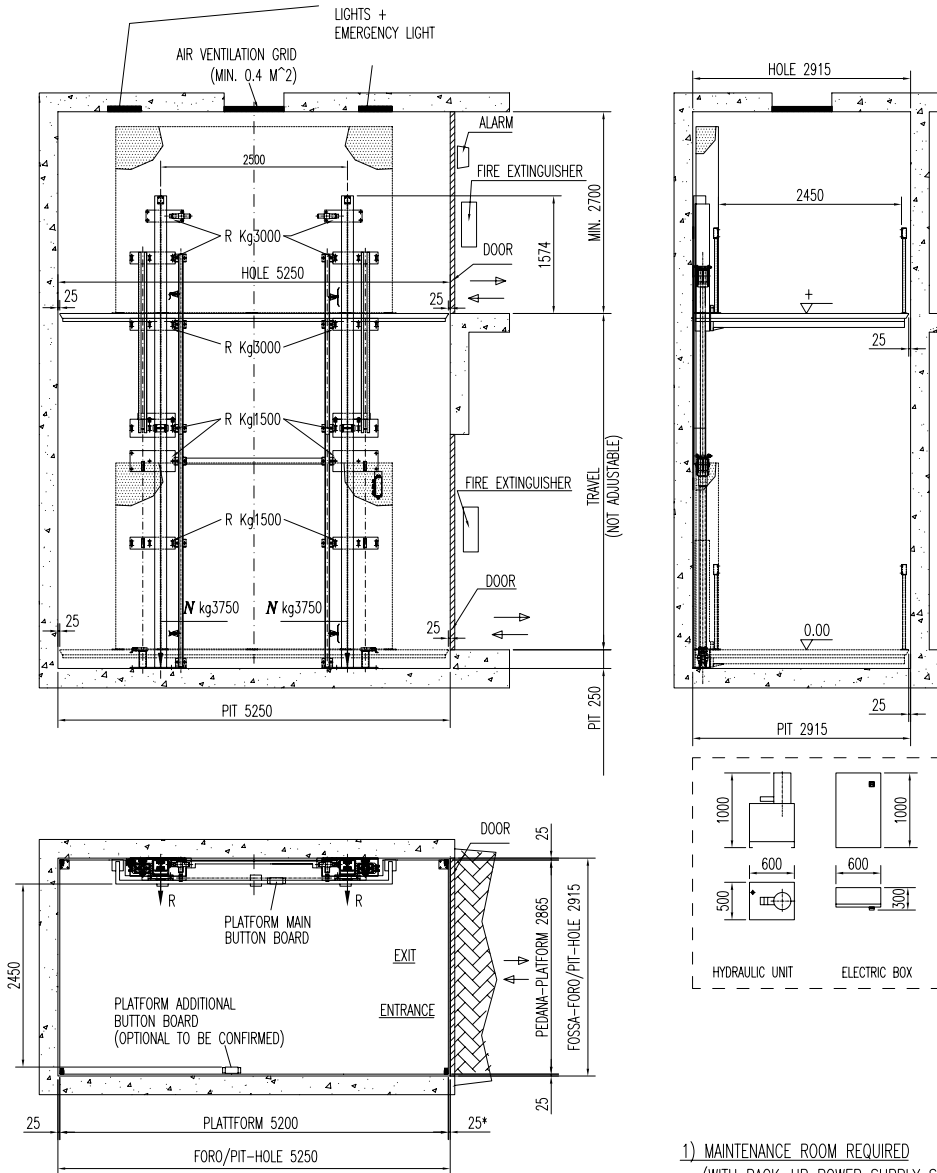 LIGHTS +
EMERGENCY LIGHT
AIR VENTILATION GRID
(MIN. 0.4 M^2)
HOLE 2915
ALARM
2500
FIRE EXTINGUISHER
MIN. 2700
2450
R Kg3000
1574
DOOR
HOLE 5250
25
25
+
R Kg3000
25
R Kg1500
TRAVEL
(NOT ADJUSTABLE)
FIRE EXTINGUISHER
R Kg1500
DOOR
N kg3750
N kg3750
25
25
0.00
PIT 250
PIT 5250
25
PIT 2915
1000
1000
DOOR
25
600
600
500
300
R
R
PLATFORM MAIN
BUTTON BOARD
2450
EXIT
PEDANA-PLATFORM 2865
FOSSA-FORO/PIT-HOLE 2915
HYDRAULIC UNIT
ELECTRIC BOX
PLATFORM ADDITIONAL
BUTTON BOARD
(OPTIONAL TO BE CONFIRMED)
ENTRANCE
25
25
PLATTFORM 5200
25*
FORO/PIT-HOLE 5250
1) MAINTENANCE ROOM REQUIRED